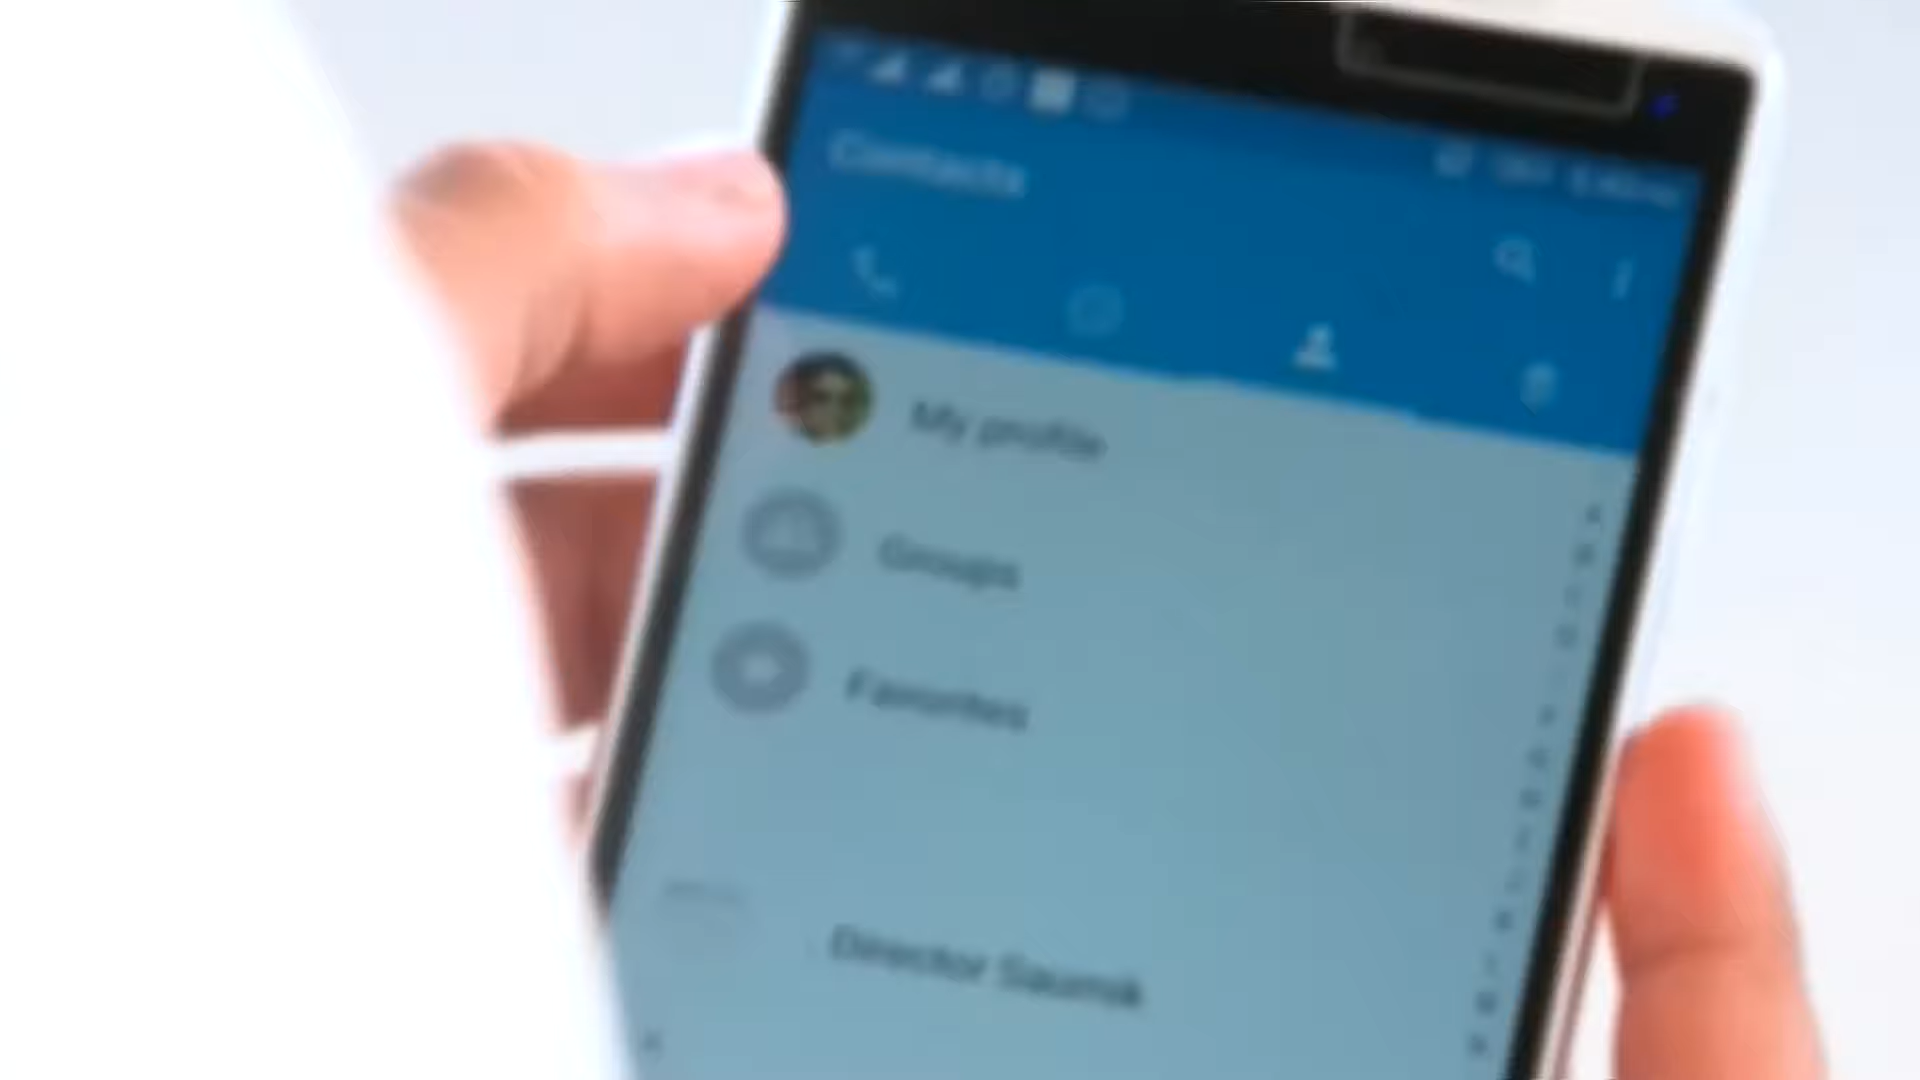 Contacts
My profile
Groups
Favorites
Director Saumik